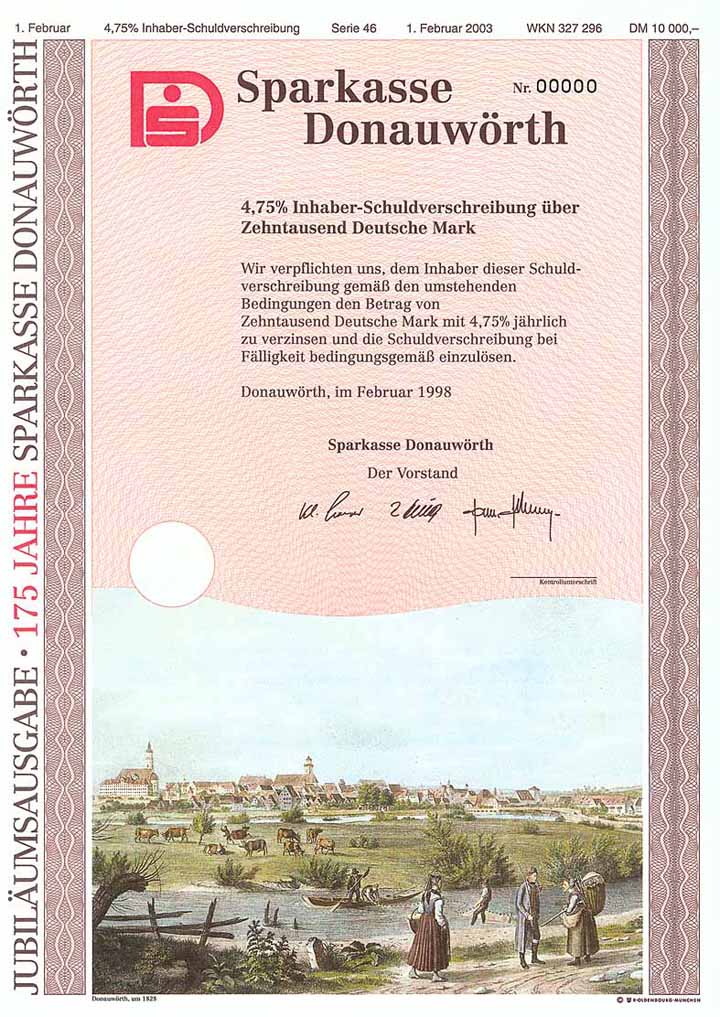 1. Februar 4,75% Inhaber-Schuldverschreibung Serie 46 1. Februar 2003 WKN 327 296 DM 10 000,–
JUBILÄUMSAUSGABE · 175 JAHRE SPARKASSE DONAUWÖRTH
Sparkasse
Donauwörth
Nr. 00000
4,75% Inhaber-Schuldverschreibung über
Zehntausend Deutsche Mark
Wir verpflichten uns, dem Inhaber dieser Schuld-
verschreibung gemäß den umstehenden
Bedingungen den Betrag von
Zehntausend Deutsche Mark mit 4,75% jährlich
zu verzinsen und die Schuldverschreibung bei
Fälligkeit bedingungsgemäß einzulösen.
Donauwörth, im Februar 1998
Sparkasse Donauwörth
Der Vorstand
Kontrollunterschrift
Donauwörth, um 1828
© R·OLDENBOURG·MÜNCHEN